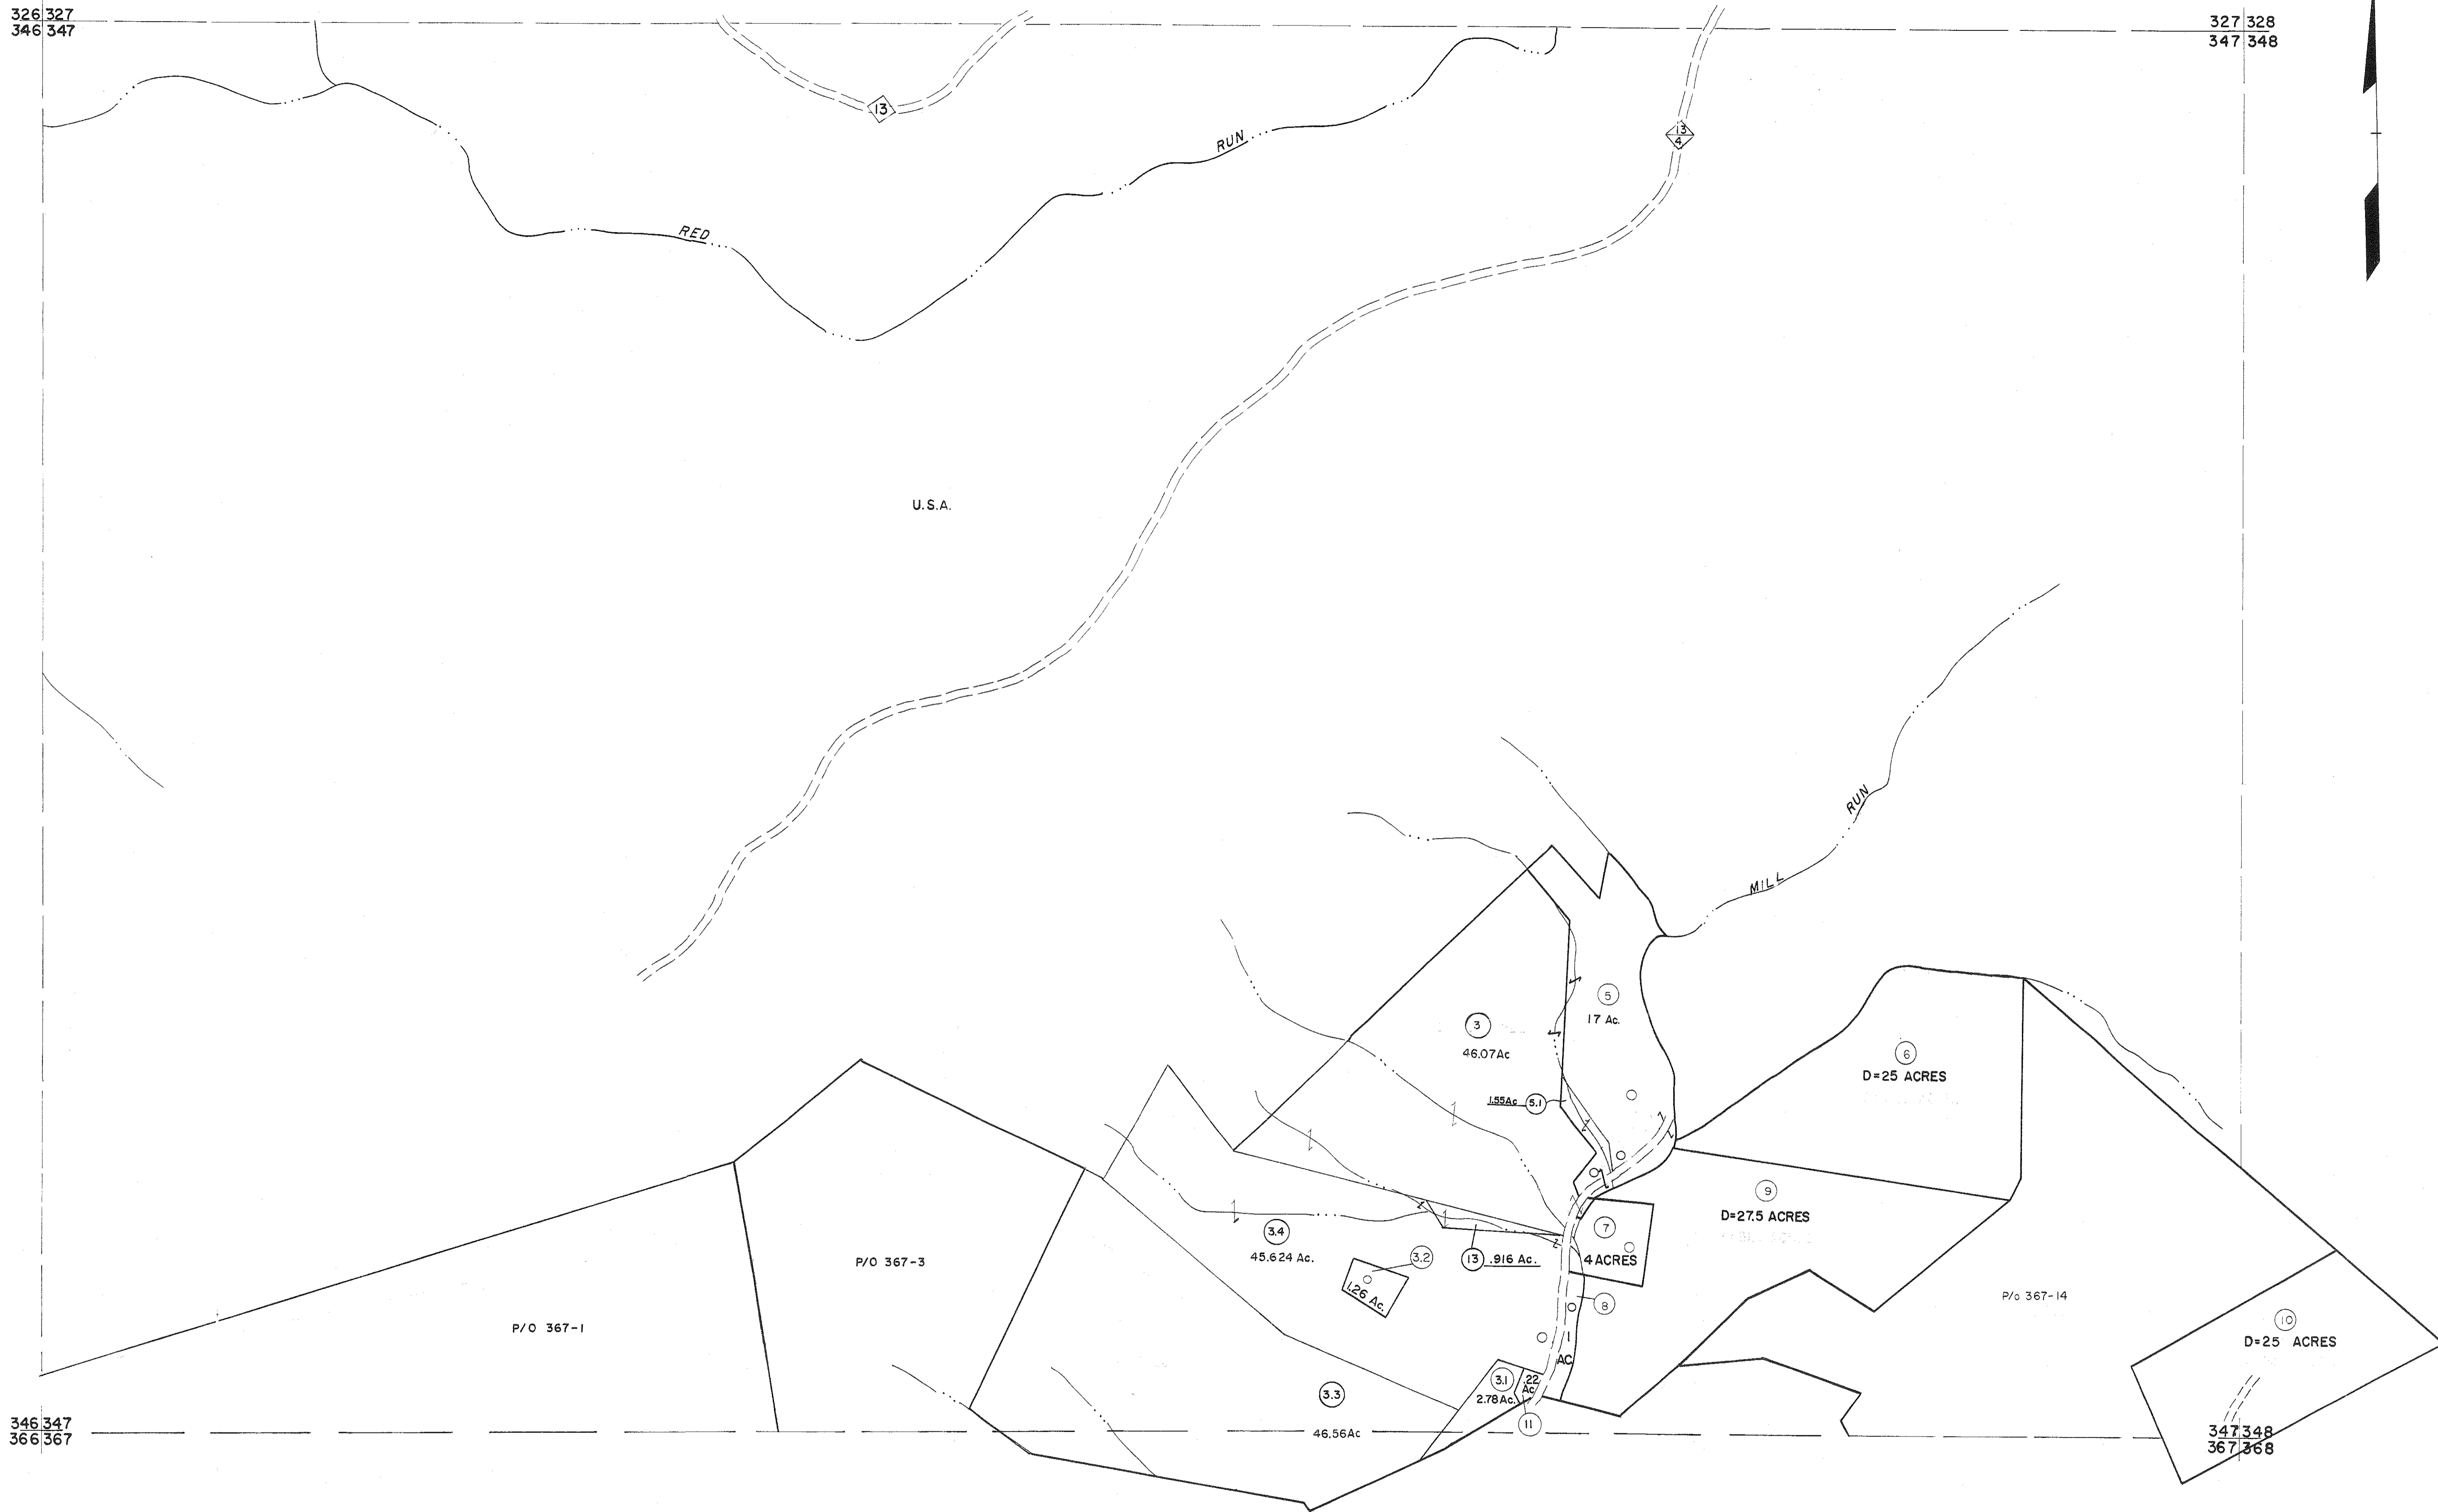 326 327
346 347
327 328
347 348
13
13
4
RUN
RED
U.S.A.
RUN
MILL
5
17 Ac.
3
46.07Ac
6
D=25 ACRES
1.55Ac 5.1
9
D=27.5 ACRES
7
4 ACRES
3.4
45.624 Ac.
3.2
1.26 Ac.
13 .916 Ac.
P/O 367-3
P/O 367-1
8
1
AC
P/o 367-14
10
D=25 ACRES
3.1
2.78Ac.
.22
Ac
11
3.3
46.56Ac
346 347
366 367
347 348
367 368